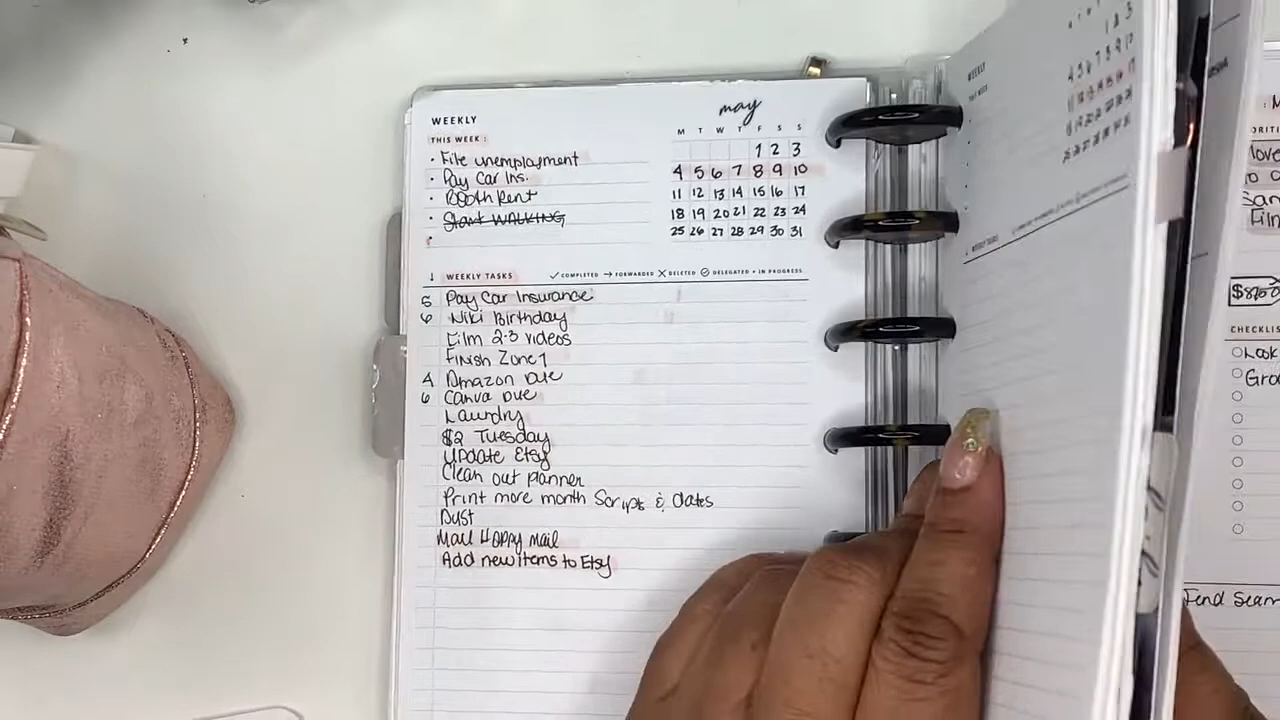 WEEKLY
THIS WEEK :
• File unemployment
• Pay Car Ins.
• Booth Rent
• Start WALKING
•
may
M T W T F S S
1 2 3
4 5 6 7 8 9 10
11 12 13 14 15 16 17
18 19 20 21 22 23 24
25 26 27 28 29 30 31
↓ WEEKLY TASKS ✓ COMPLETED → FORWARDED X DELETED ⊘ DELEGATED • IN PROGRESS
5 Pay Car Insurance
6 Niki Birthday
Film 2-3 videos
Finish Zone 1
4 Amazon Due
6 Canva Due
Laundry
$2 Tuesday
Update Etsy
Clean out planner
Print more month Scripts & dates
Dust
Mail Happy Mail
Add new items to Etsy
WEEKLY
WEEKLY TASKS
CHECKLIS